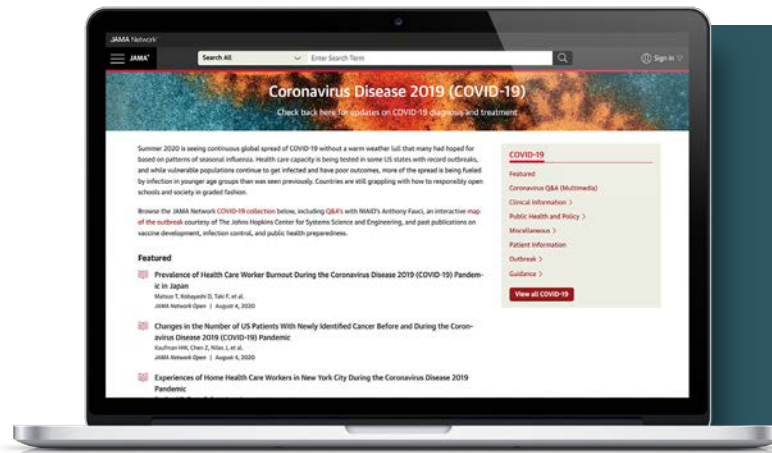 JAMA Network
JAMA
Search All
Enter Search Term
Sign in
Coronavirus Disease 2019 (COVID-19)
Check back here for updates on COVID-19 diagnosis and treatment
Summer 2020 is seeing continuous global spread of COVID-19 without a warm weather lull that many had hoped for
based on patterns of seasonal influenza. Health care capacity is being tested in some US states with record outbreaks,
and while vulnerable populations continue to get infected and have poor outcomes, more of the spread is being fueled
by infection in younger age groups than was seen previously. Countries are still grappling with how to responsibly open
schools and society in graded fashion.
Browse the JAMA Network COVID-19 collection below, including Q&A's with NIAID's Anthony Fauci, an interactive map
of the outbreak courtesy of The Johns Hopkins Center for Systems Science and Engineering, and past publications on
vaccine development, infection control, and public health preparedness.
Featured
Prevalence of Health Care Worker Burnout During the Coronavirus Disease 2019 (COVID-19) Pandem-
ic in Japan
Matsuo T, Kobayashi D, Taki F, et al.
JAMA Network Open | August 4, 2020
Changes in the Number of US Patients With Newly Identified Cancer Before and During the Coron-
avirus Disease 2019 (COVID-19) Pandemic
Kaufman HW, Chen Z, Niles J, et al.
JAMA Network Open | August 4, 2020
Experiences of Home Health Care Workers in New York City During the Coronavirus Disease 2019
Pandemic
COVID-19
Featured
Coronavirus Q&A (Multimedia)
Clinical Information >
Public Health and Policy >
Miscellaneous >
Patient Information
Outbreak >
Guidance >
View all COVID-19